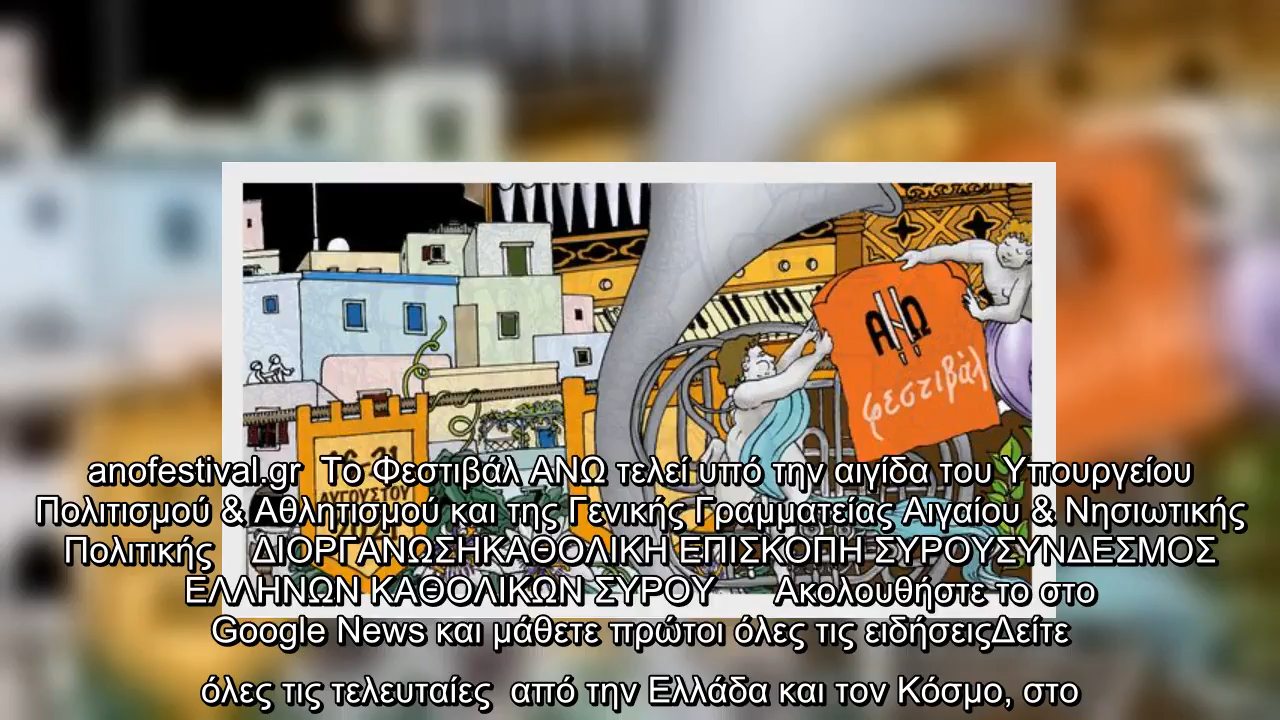 ΑΝΩ
φεστιβὰλ
ΑΥΓΟΥΣΤΟΥ
anofestival.gr Το Φεστιβάλ ΑΝΩ τελεί υπό την αιγίδα του Υπουργείου
Πολιτισμού & Αθλητισμού και της Γενικής Γραμματείας Αιγαίου & Νησιωτικής
Πολιτικής ΔΙΟΡΓΑΝΩΣΗΚΑΘΟΛΙΚΗ ΕΠΙΣΚΟΠΗ ΣΥΡΟΥΣΥΝΔΕΣΜΟΣ
ΕΛΛΗΝΩΝ ΚΑΘΟΛΙΚΩΝ ΣΥΡΟΥ Ακολουθήστε το στο
Google News και μάθετε πρώτοι όλες τις ειδήσειςΔείτε
όλες τις τελευταίες από την Ελλάδα και τον Κόσμο, στο